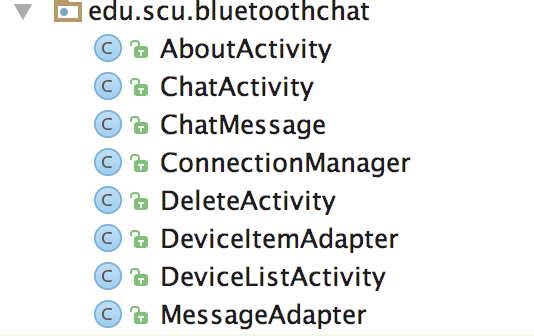 edu.scu.bluetoothchat
C AboutActivity
C ChatActivity
C ChatMessage
C ConnectionManager
C DeleteActivity
C DeviceItemAdapter
C DeviceListActivity
C MessageAdapter